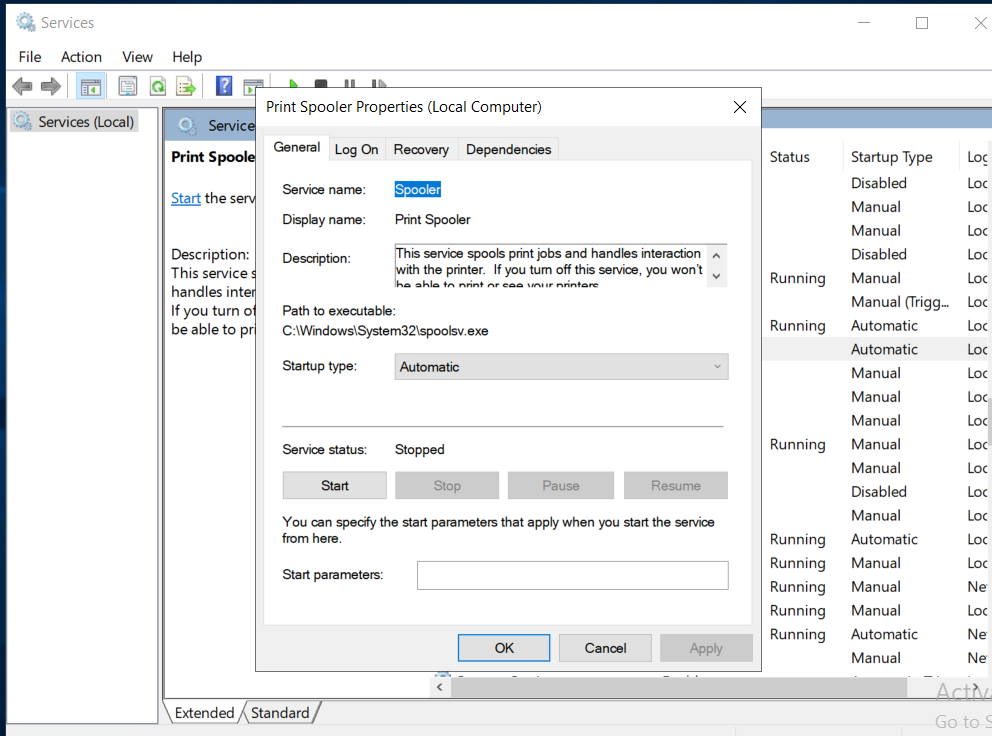 Services
File Action View Help
Services (Local)
Print Spooler Properties (Local Computer)
General Log On Recovery Dependencies
Service name: Spooler
Display name: Print Spooler
Description: This service spools print jobs and handles interaction
with the printer. If you turn off this service, you won't
be able to print or see your printers
Path to executable:
C:\Windows\System32\spoolsv.exe
Startup type: Automatic
Service status: Stopped
Start Stop Pause Resume
You can specify the start parameters that apply when you start the service
from here.
Start parameters:
OK Cancel Apply
Service
Print Spoole
Start the serv
Description:
This service s
handles inter
If you turn of
be able to pri
Status Startup Type Log
Disabled Loc
Manual Loc
Manual Loc
Disabled Loc
Running Manual Loc
Manual (Trigg... Loc
Running Automatic Loc
Automatic Loc
Manual Loc
Manual Loc
Manual Loc
Running Manual Loc
Manual Loc
Disabled Loc
Manual Loc
Running Automatic Loc
Running Manual Loc
Running Manual Ne
Running Manual Loc
Running Automatic Ne
Manual Ne
Extended Standard
Activa
Go to S